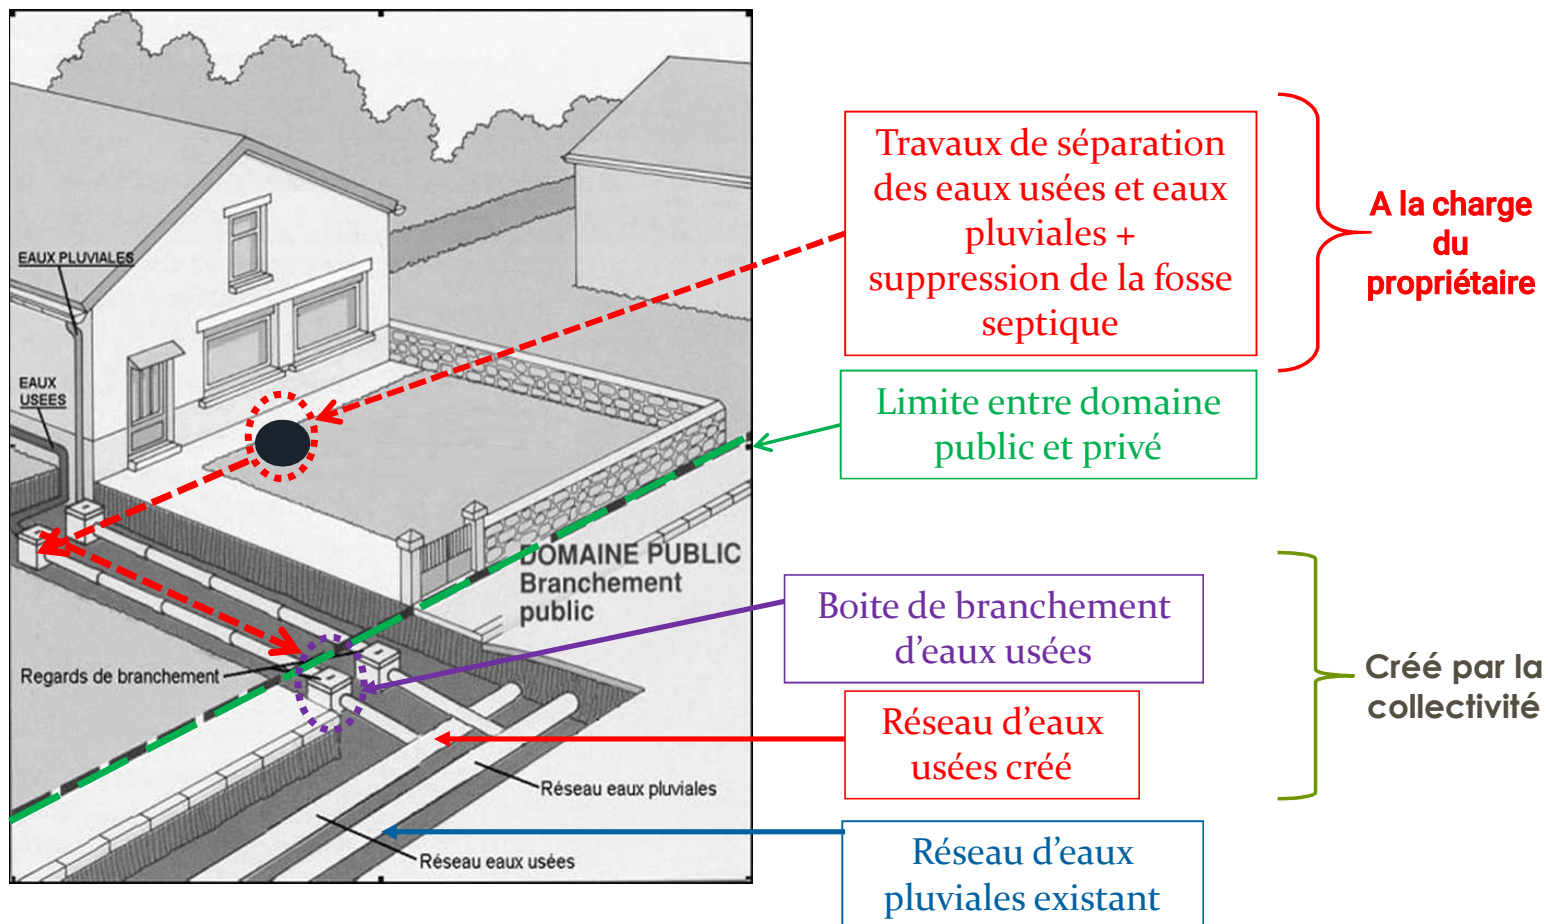 EAUX PLUVIALES
EAUX
USEES
DOMAINE PUBLIC
Branchement
public
Regards de branchement
Réseau eaux pluviales
Réseau eaux usées
Travaux de séparation
des eaux usées et eaux
pluviales +
suppression de la fosse
septique
A la charge
du
propriétaire
Limite entre domaine
public et privé
Boite de branchement
d’eaux usées
Réseau d’eaux
usées créé
Créé par la
collectivité
Réseau d’eaux
pluviales existant